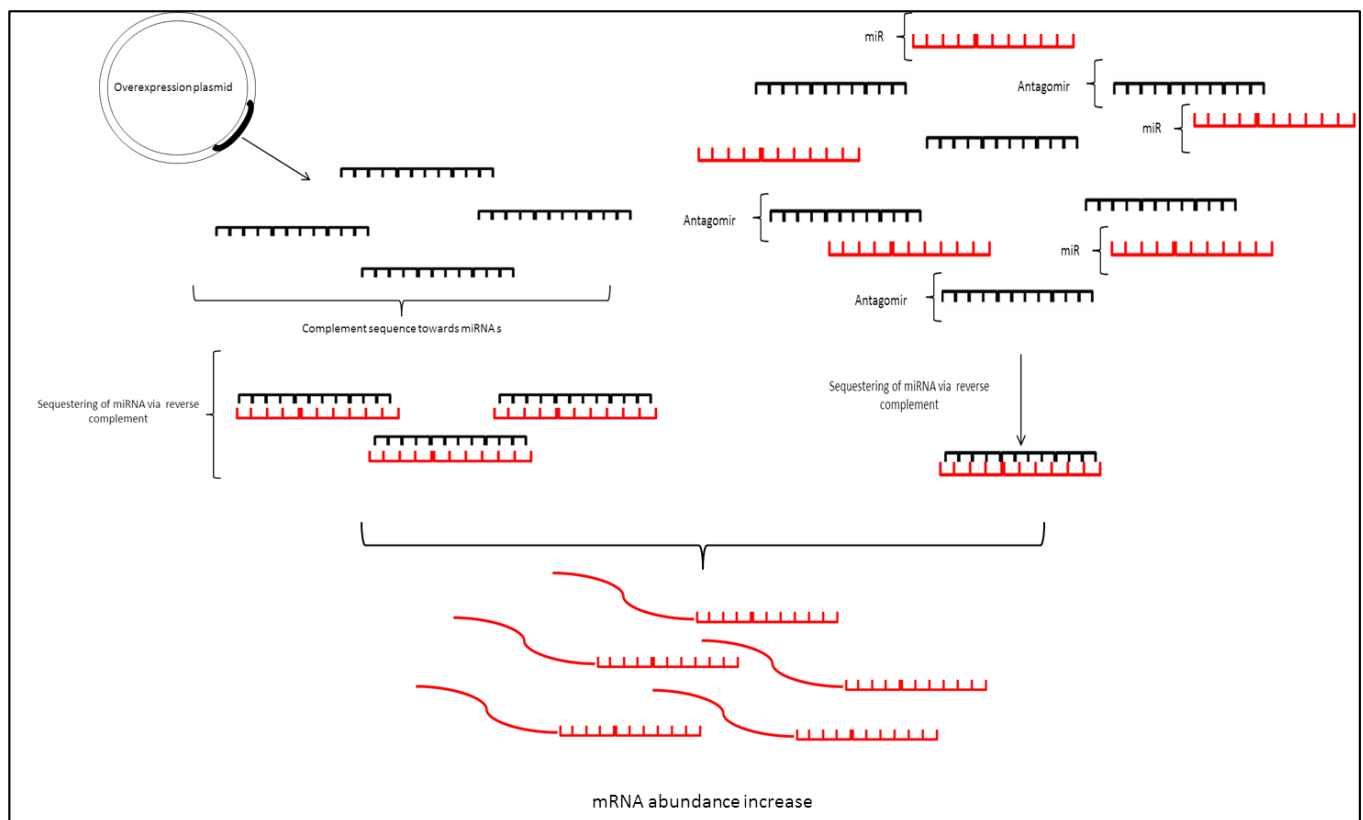 Overexpression plasmid
Complement sequence towards miRNA s
Sequestering of miRNA via reverse
complement
miR
Antagomir
miR
Antagomir
miR
Antagomir
Sequestering of miRNA via reverse
complement
mRNA abundance increase